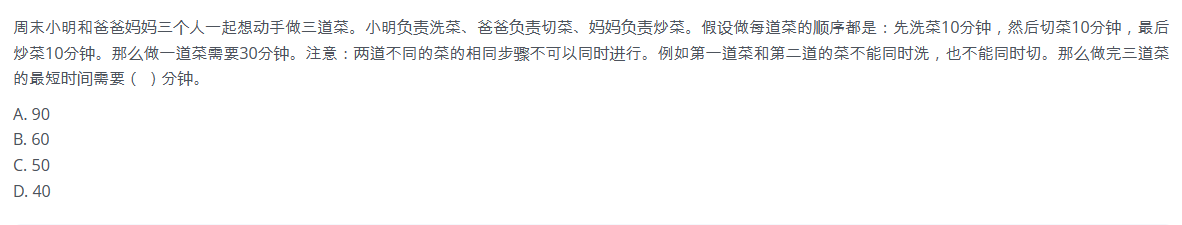 周末小明和爸爸妈妈三个人一起想动手做三道菜。小明负责洗菜、爸爸负责切菜、妈妈负责炒菜。假设做每道菜的顺序都是：先洗菜10分钟，然后切菜10分钟，最后
炒菜10分钟。那么做一道菜需要30分钟。注意：两道不同的菜的相同步骤不可以同时进行。例如第一道菜和第二道的菜不能同时洗，也不能同时切。那么做完三道菜
的最短时间需要（ ）分钟。
A. 90
B. 60
C. 50
D. 40